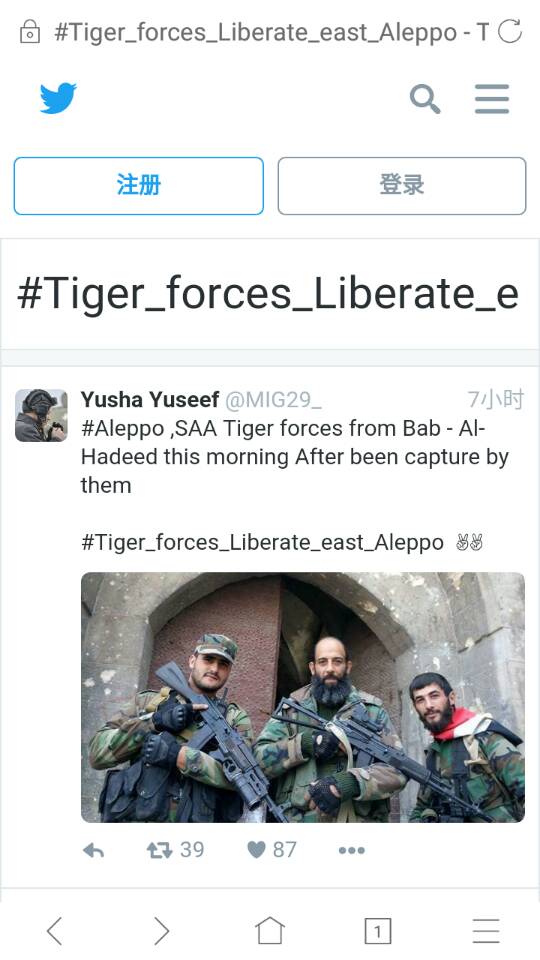 #Tiger_forces_Liberate_east_Aleppo - T
注册
登录
#Tiger_forces_Liberate_e
Yusha Yuseef @MIG29_ 7小时
#Aleppo ,SAA Tiger forces from Bab - Al-
Hadeed this morning After been capture by
them
#Tiger_forces_Liberate_east_Aleppo ✌✌
39
87
1